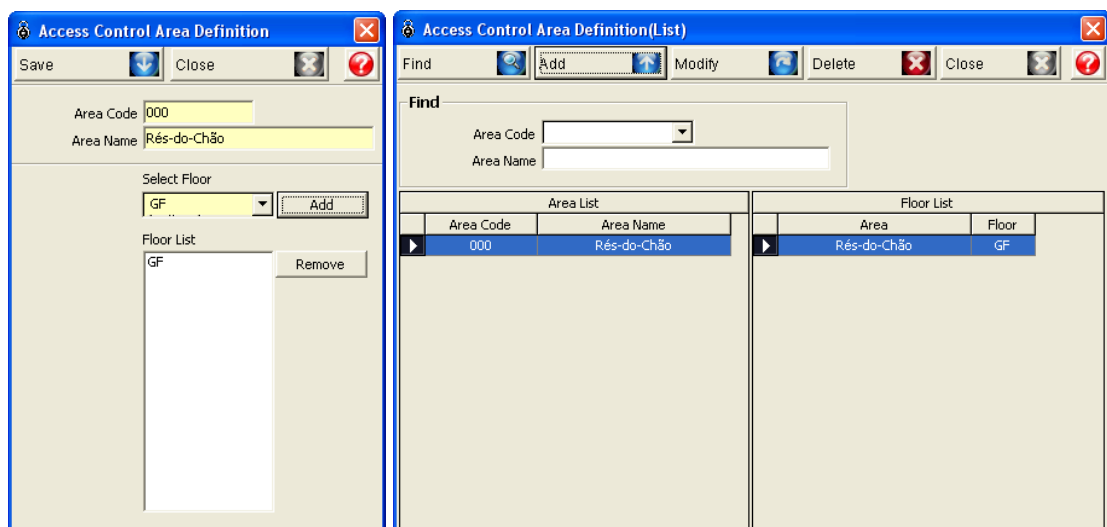 Access Control Area Definition
Save Close
Area Code 000
Area Name Rés-do-Chão
Select Floor
GF Add
Floor List
GF Remove
Access Control Area Definition(List)
Find Add Modify Delete Close
Find
Area Code
Area Name
Area List Floor List
Area Code Area Name Area Floor
000 Rés-do-Chão Rés-do-Chão GF